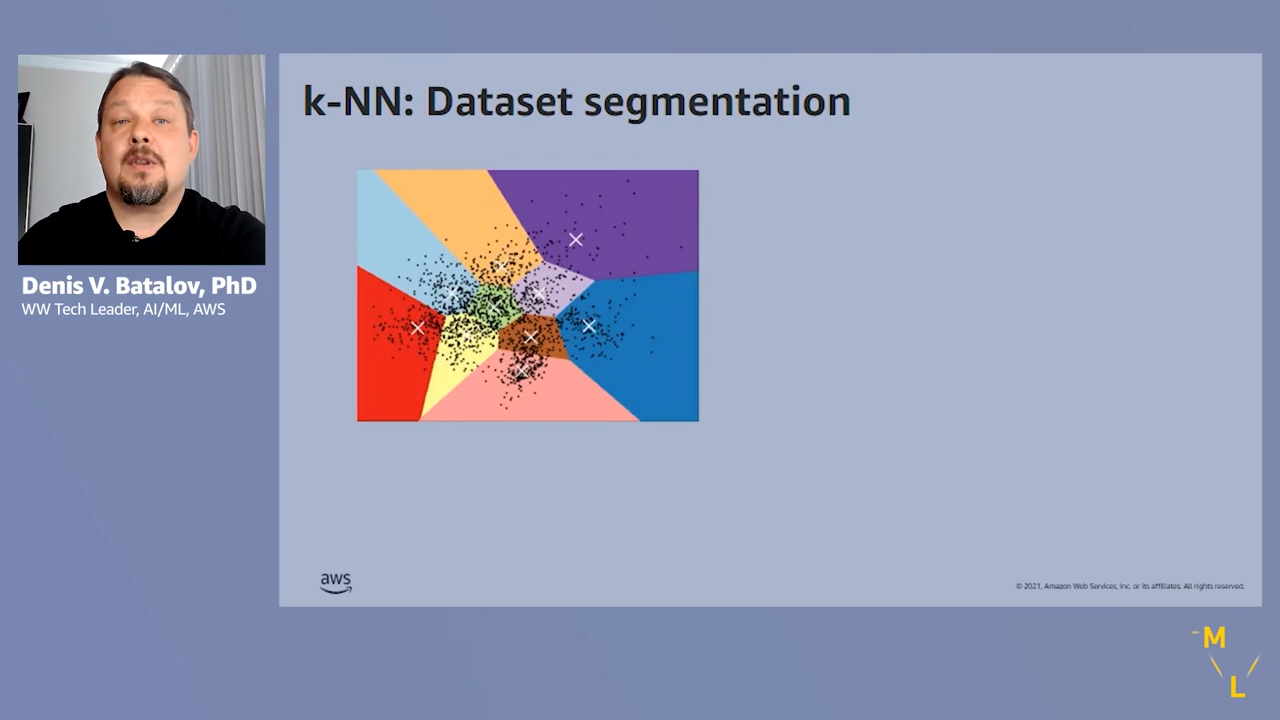 k-NN: Dataset segmentation
Denis V. Batalov, PhD
WW Tech Leader, AI/ML, AWS
aws
© 2021, Amazon Web Services, Inc. or its affiliates. All rights reserved.
M
L